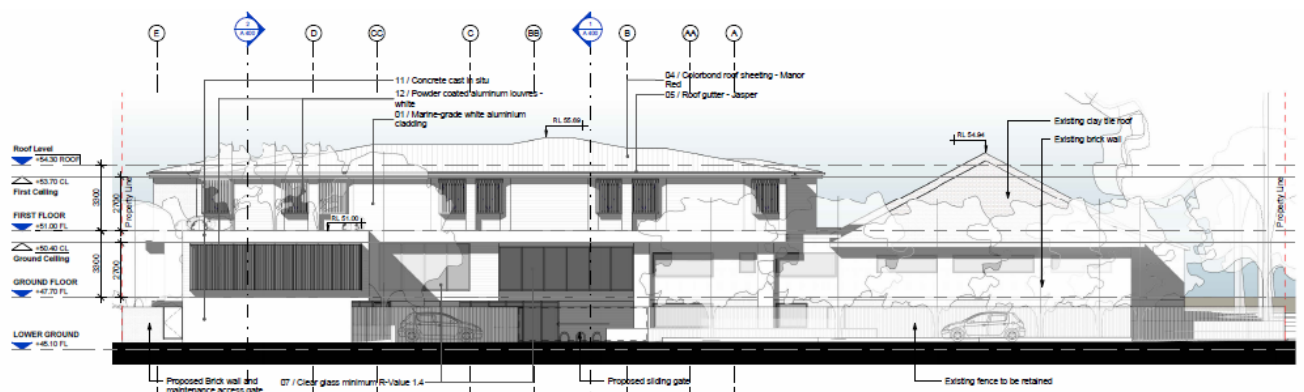 E
2
A 400
D
CC
C
BB
1
A 400
B
AA
A
11 / Concrete cast in situ
12 / Powder coated aluminum louvres -
white
01 / Marine-grade white aluminium
cladding
04 / Colorbond roof sheeting - Manor
Red
05 / Roof gutter - Jasper
RL 55.69
RL 54.94
Existing clay tile roof
Existing brick wall
Roof Level
+54.30 ROOF
+53.70 CL
First Ceiling
FIRST FLOOR
+51.00 FL
+50.40 CL
Ground Ceiling
GROUND FLOOR
+47.70 FL
LOWER GROUND
+45.10 FL
3300
2700
3300
2700
Property Line
RL 51.00
Property Line
Proposed Brick wall and
maintenance access gate
07 / Clear glass minimum R-Value 1.4
Proposed sliding gate
Existing fence to be retained